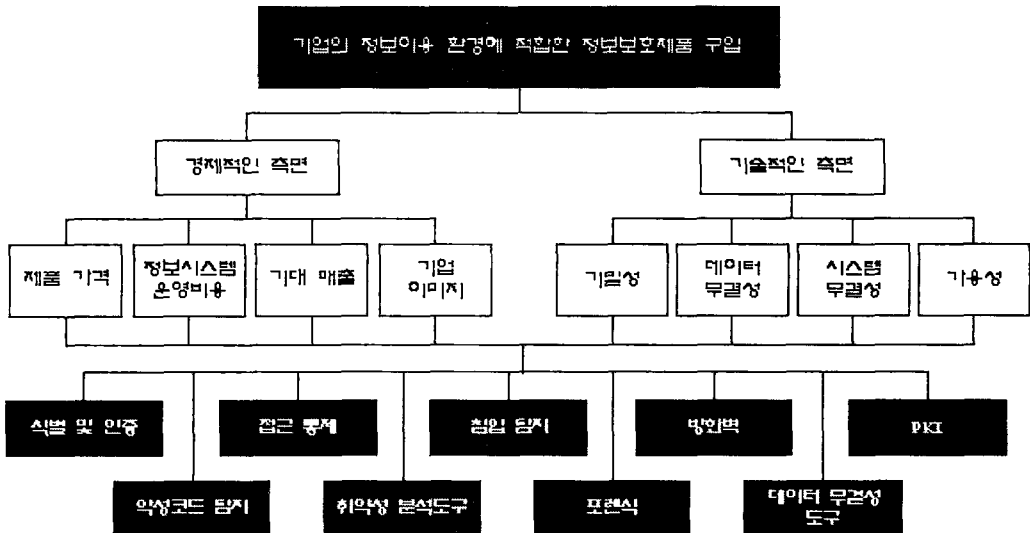 기업의 정보이용 환경에 적합한 정보보호제품 구입
경제적인 측면
기술적인 측면
제품 가격
정보시스템
운영비용
기대 매출
기업
이미지
기밀성
데이터
무결성
시스템
무결성
가용성
식별 및 인증
접근 통제
침입 탐지
방화벽
PKI
악성코드 탐지
취약성 분석도구
포렌식
데이터 무결성
도구